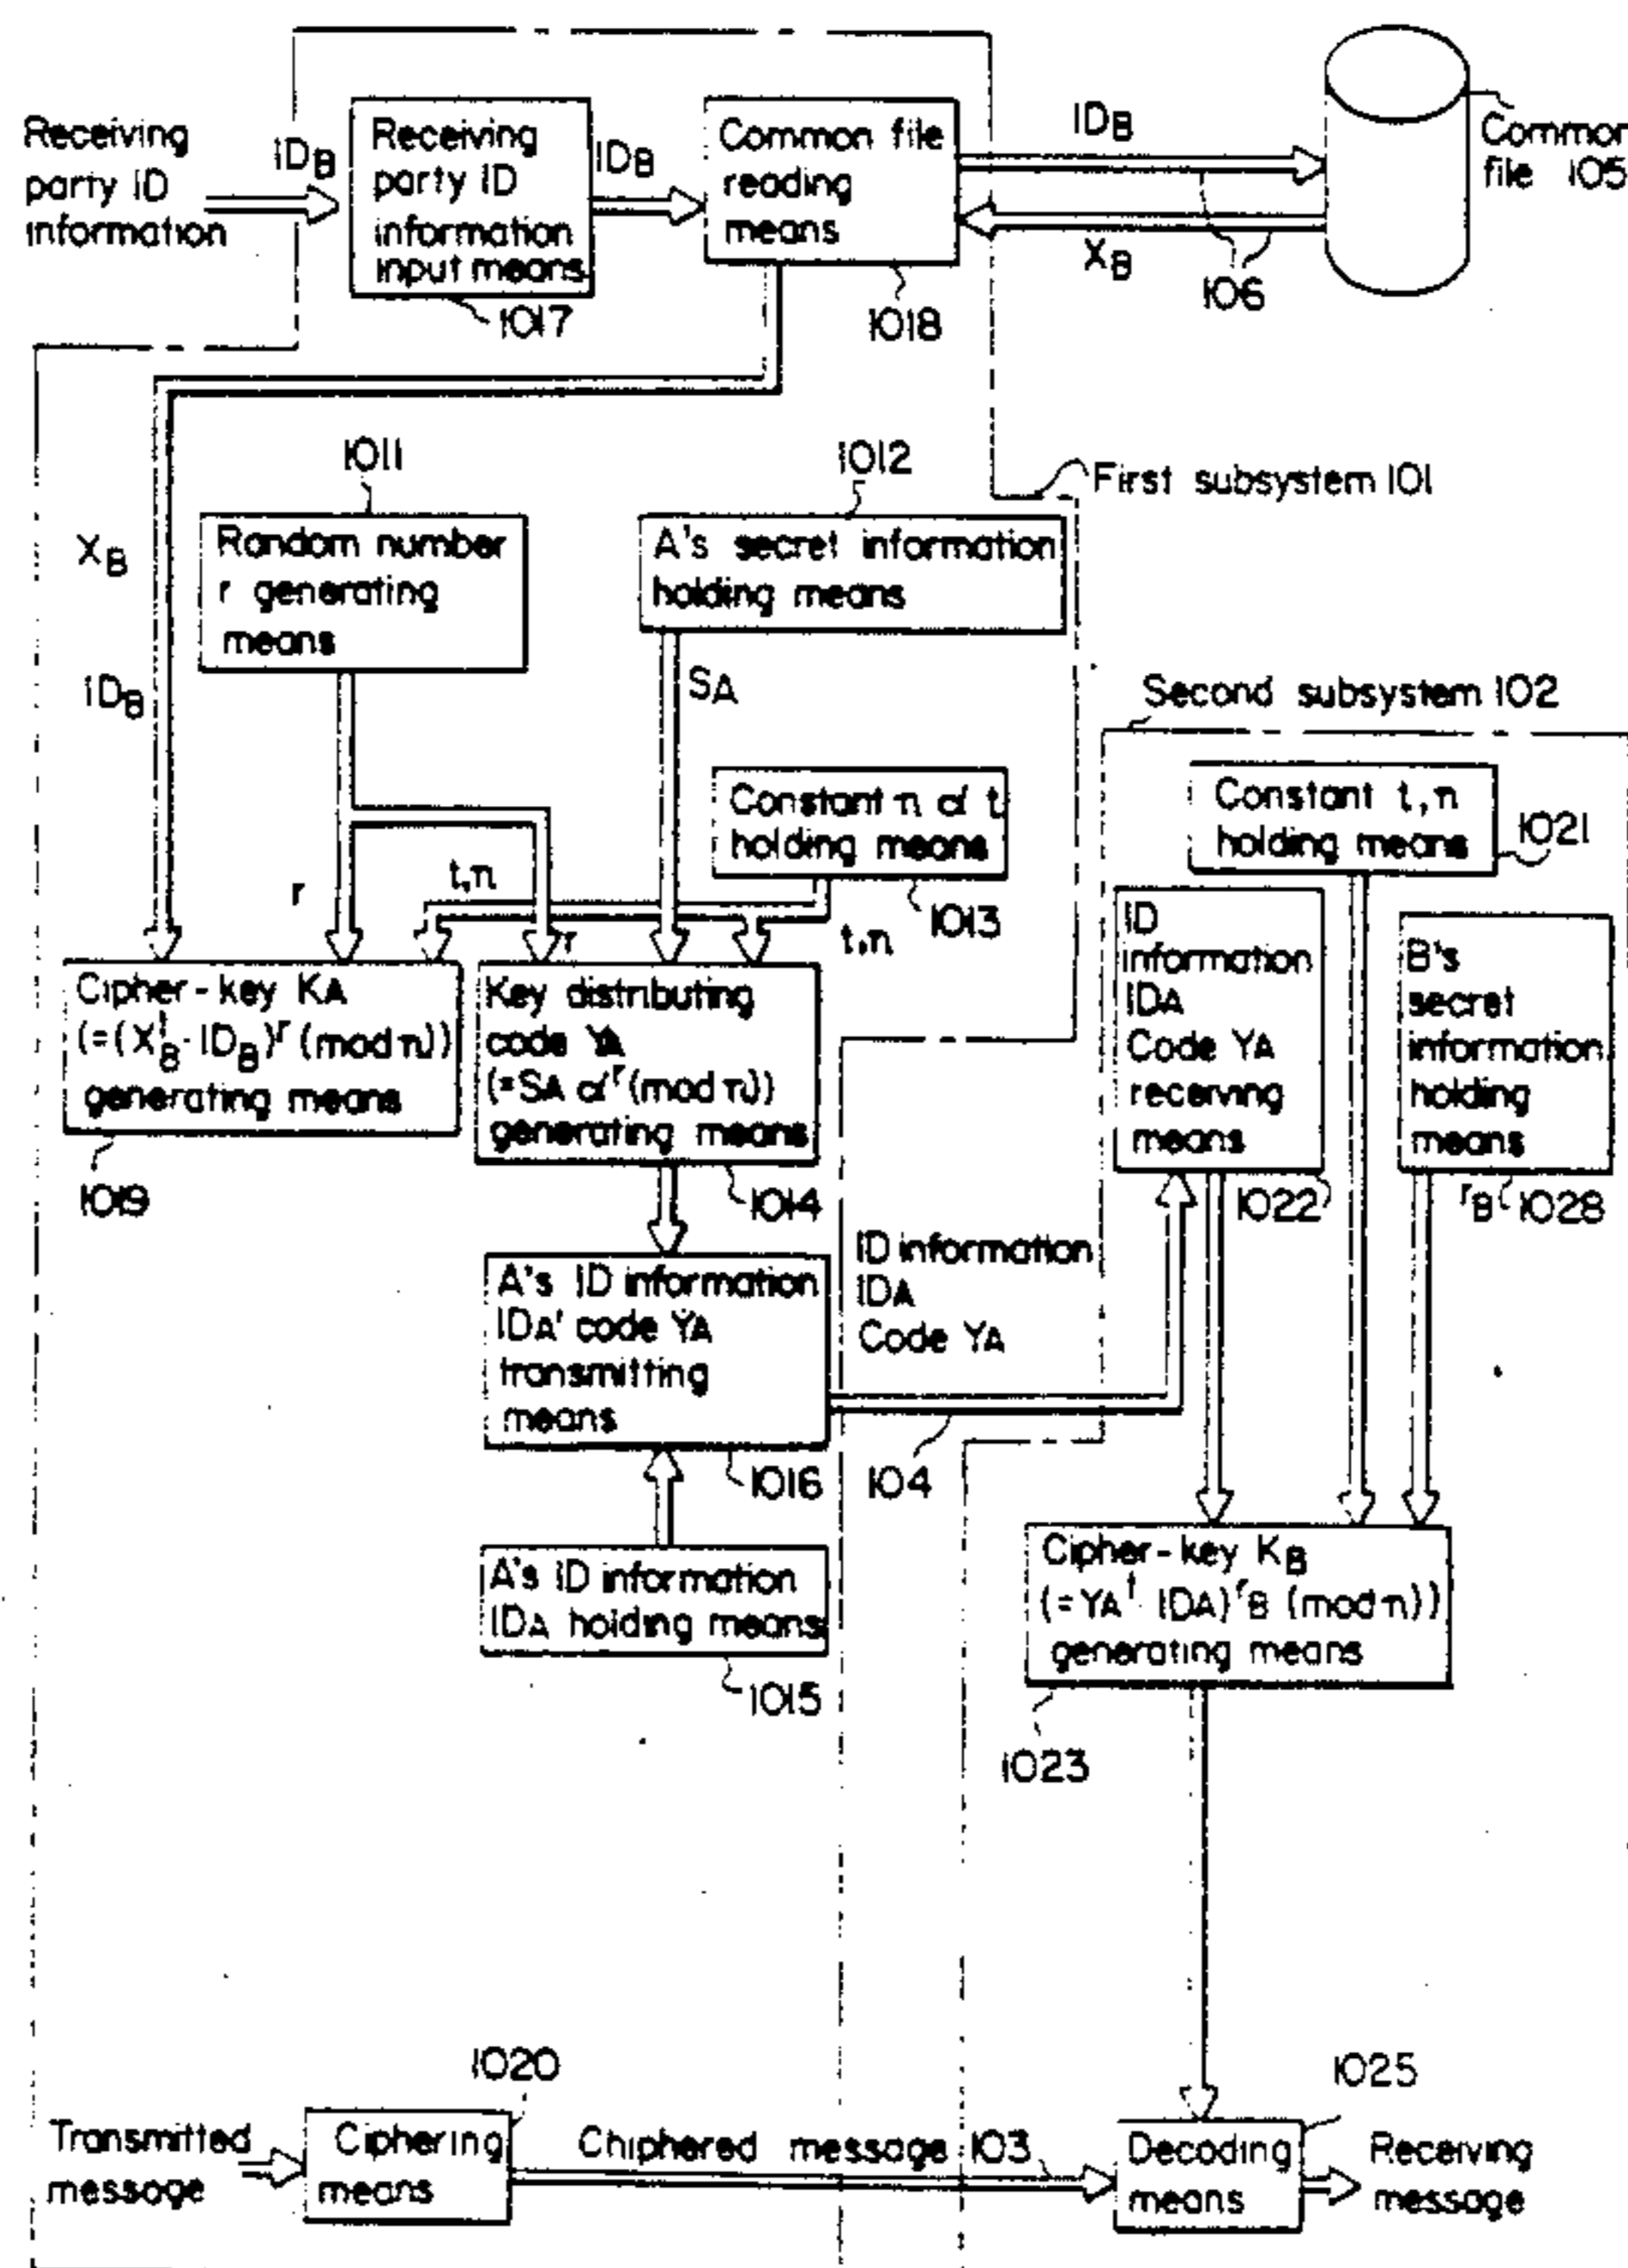 Receiving
party ID
information
IDB
Receiving
party ID
information
input means
1017
IDB
Common file
reading
means
1018
IDB
XB
106
Common
file 105
1011
Random number
r generating
means
1012
A's secret information
holding means
First subsystem 101
XB
IDB
SA
r
t,n
Constant n α t
holding means
1013
r
t,n
Cipher-key KA
(=(XB^t·IDB)^r (mod n))
generating means
1019
Key distributing
code YA
(=SA α^r (mod n))
generating means
1014
A's ID information
IDA' code YA
transmitting
means
1016
A's ID information
IDA holding means
1015
ID information
IDA
Code YA
104
Second subsystem 102
Constant t,n
holding means
1021
ID
information
IDA
Code YA
receiving
means
1022
B's
secret
information
holding
means
rB
1028
Cipher-key KB
(=YA^t· IDA)^rB (mod n))
generating means
1023
Transmitted
message
1020
Ciphering
means
Chiphered message 103
1025
Decoding
means
Receiving
message